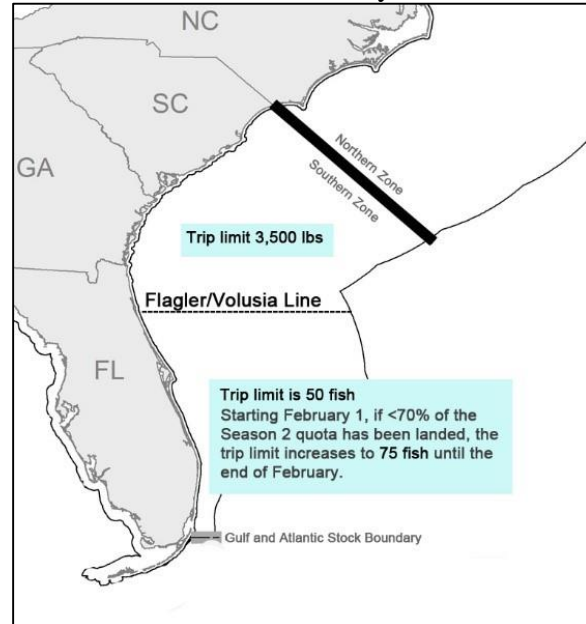 NC
SC
GA
Northern Zone
Southern Zone
Trip limit 3,500 lbs
Flagler/Volusia Line
FL
Trip limit is 50 fish
Starting February 1, if <70% of the
Season 2 quota has been landed, the
trip limit increases to 75 fish until the
end of February.
Gulf and Atlantic Stock Boundary